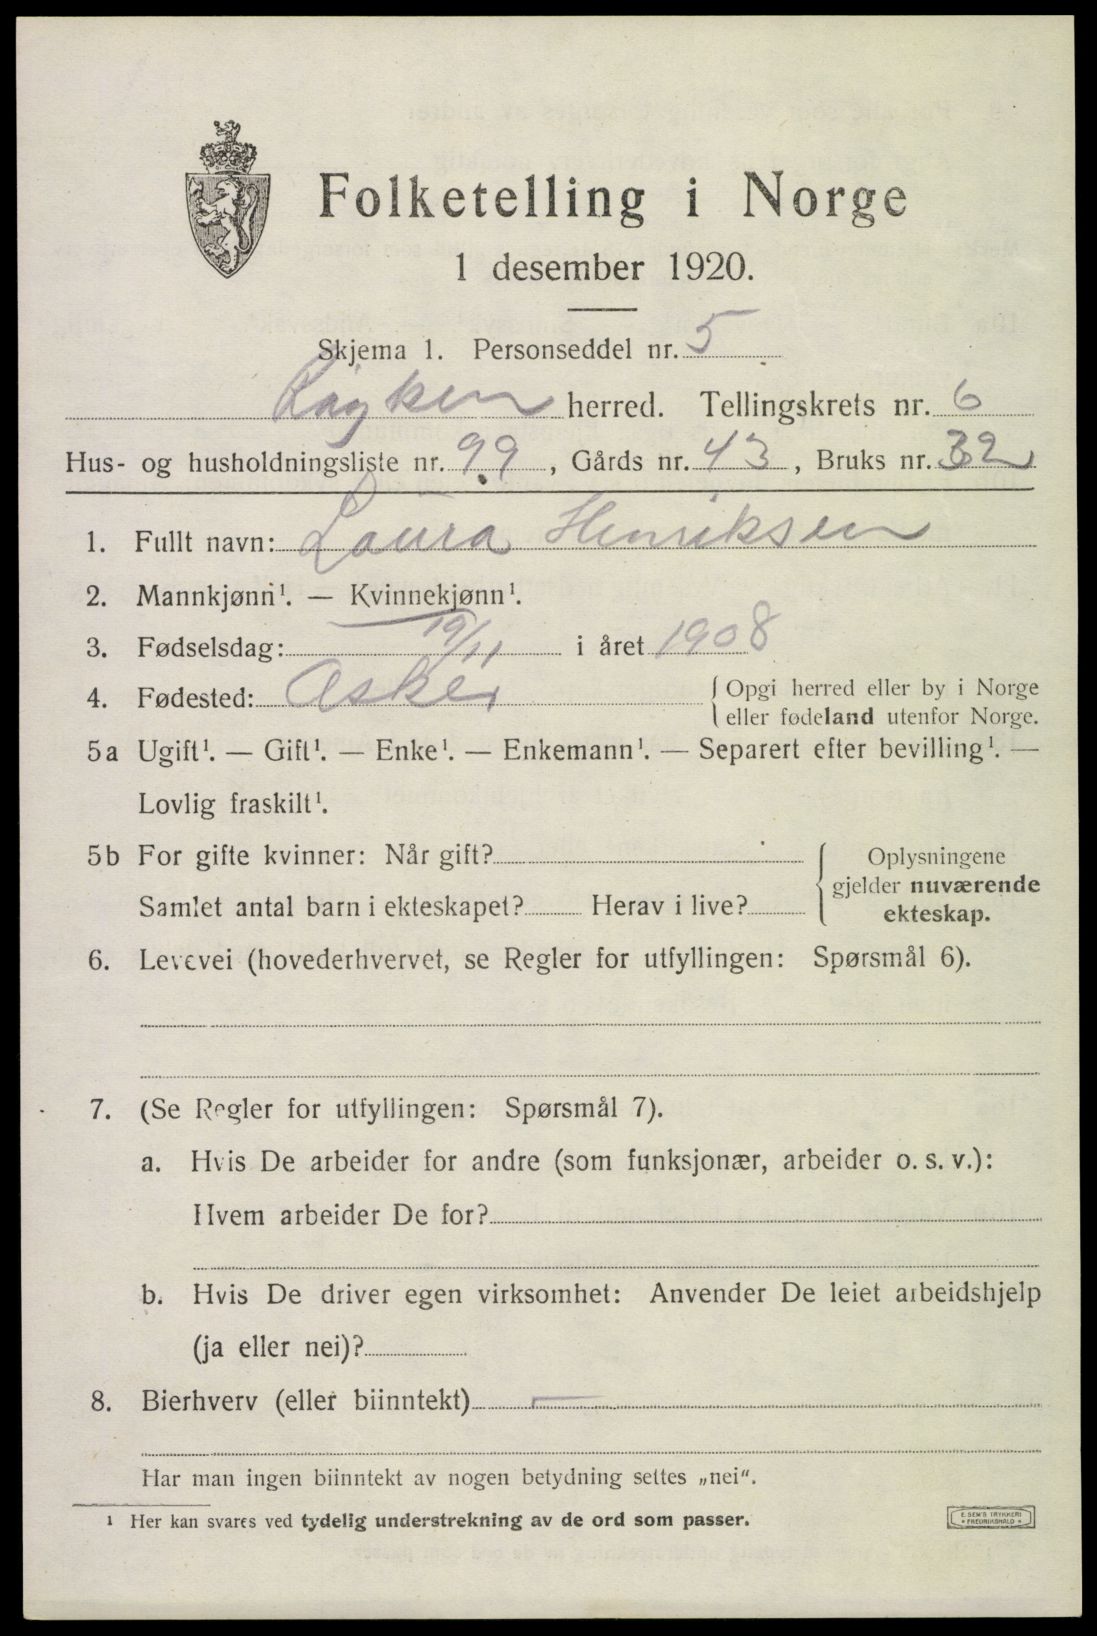 Folketelling i Norge
1 desember 1920.
Skjema 1. Personseddel nr. 5
Røyken herred. Tellingskrets nr. 6
Hus- og husholdningsliste nr. 99, Gårds nr. 43, Bruks nr. 32
1. Fullt navn: Laura Henriksen
2. Mannkjønn¹. — Kvinnekjønn¹.
3. Fødselsdag: 19/11 i året 1908
4. Fødested: Asker {Opgi herred eller by i Norge
eller fødeland utenfor Norge.
5a Ugift¹. — Gift¹. — Enke¹. — Enkemann¹. — Separert efter bevilling¹. —
Lovlig fraskilt¹.
5b For gifte kvinner: Når gift?
Samlet antal barn i ekteskapet? Herav i live?
Oplysningene
gjelder nuværende
ekteskap.
6. Levevei (hovederhvervet, se Regler for utfyllingen: Spørsmål 6).
7. (Se Regler for utfyllingen: Spørsmål 7).
a. Hvis De arbeider for andre (som funksjonær, arbeider o. s. v.):
Hvem arbeider De for?
b. Hvis De driver egen virksomhet: Anvender De leiet arbeidshjelp
(ja eller nei)?
8. Bierhverv (eller biinntekt) —
Har man ingen biinntekt av nogen betydning settes „nei".
¹ Her kan svares ved tydelig understrekning av de ord som passer.
E. SEM'S TRYKKERI
* FREDRIKSHALD *